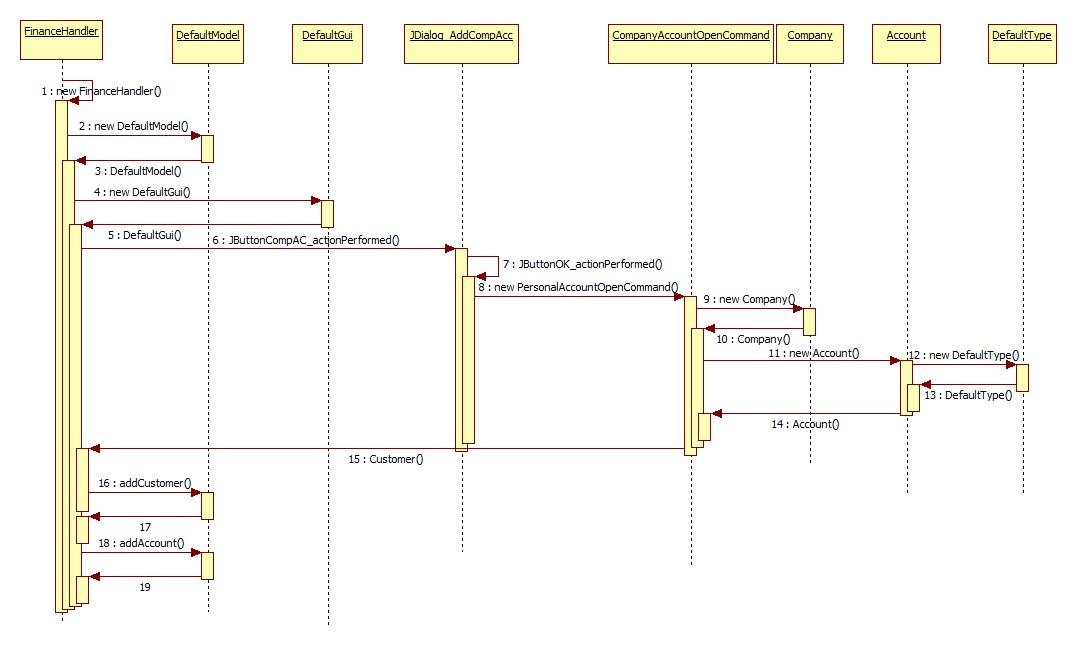 FinanceHandler
DefaultModel
DefaultGui
JDialog_AddCompAcc
CompanyAccountOpenCommand
Company
Account
DefaultType
1 : new FinanceHandler()
2 : new DefaultModel()
3 : DefaultModel()
4 : new DefaultGui()
5 : DefaultGui()
6 : JButtonCompAC_actionPerformed()
7 : JButtonOK_actionPerformed()
8 : new PersonalAccountOpenCommand()
9 : new Company()
10 : Company()
11 : new Account()
12 : new DefaultType()
13 : DefaultType()
14 : Account()
15 : Customer()
16 : addCustomer()
17
18 : addAccount()
19